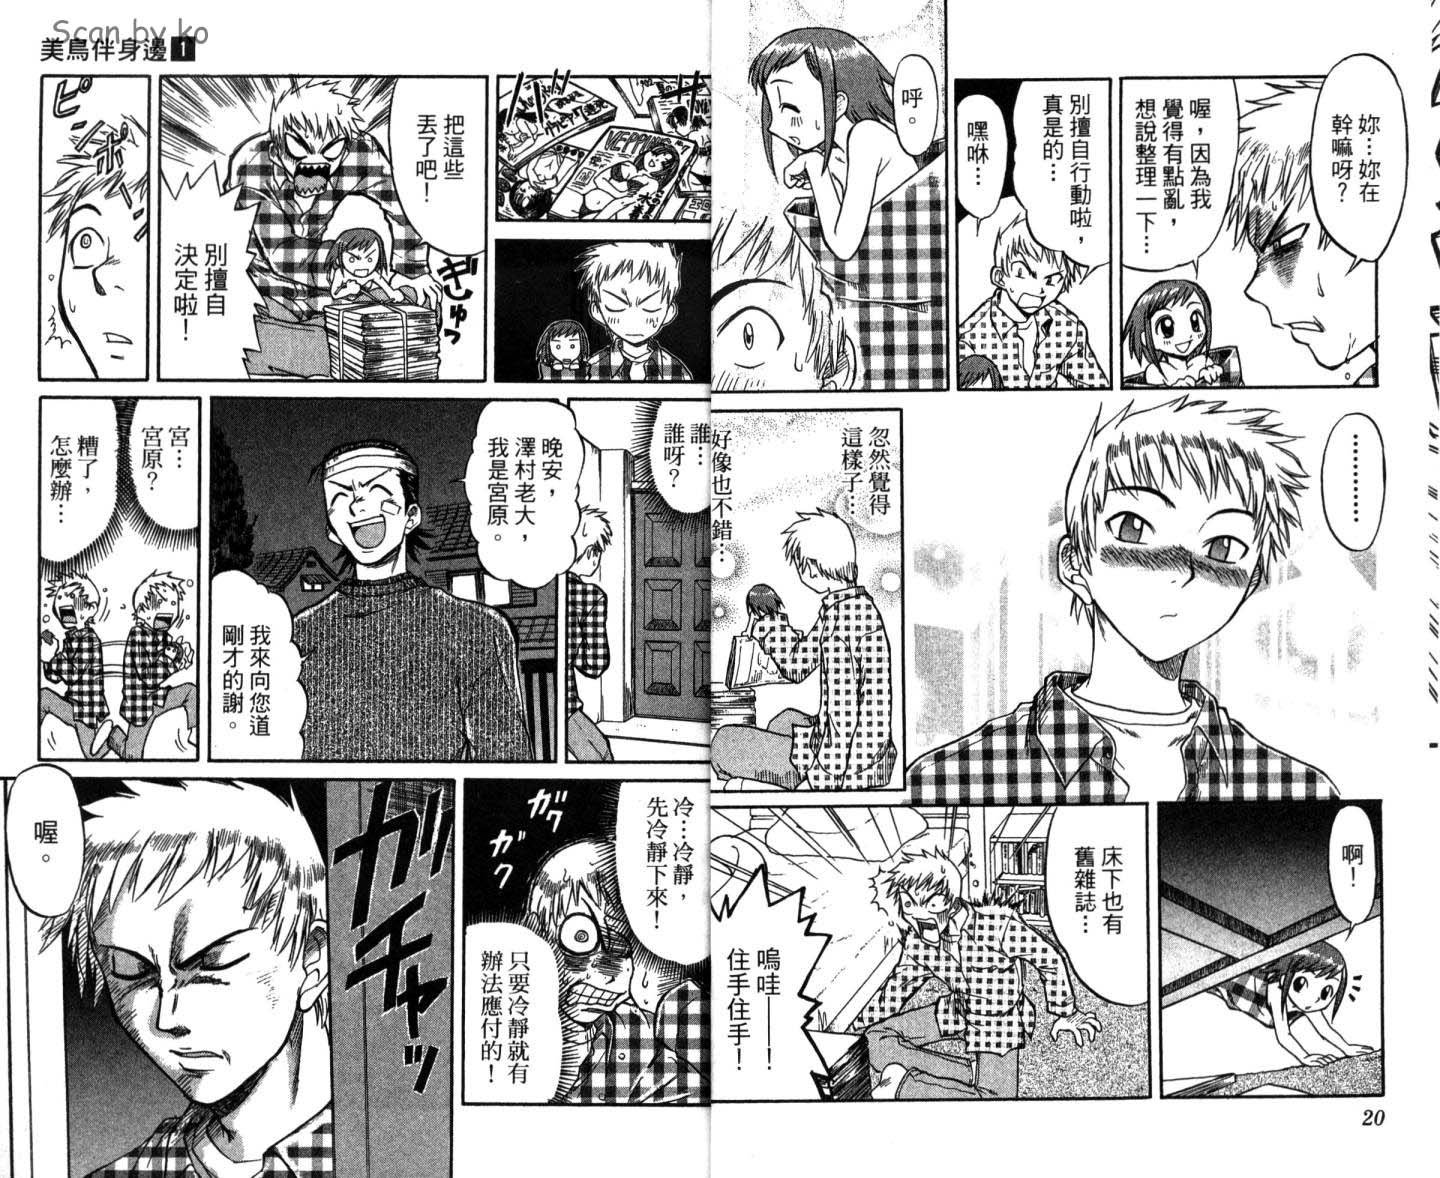 Scan by ko
美鳥伴身邊1
妳…妳在
幹嘛呀？
喔，因為我
覺得有點亂，
想說整理一下…
別擅自行動啦，
真是的…
嘿咻…
呼。
…………
忽然覺得
這樣子…
好像也不錯…
啊！
床下也有
舊雜誌…
嗚哇——！
住手住手！
20
把這些
丟了吧！
ぎしゅっ
別擅自
決定啦！
ピンポーン
誰…
誰呀？
晚安，
澤村老大，
我是宮原。
我來向您道
剛才的謝。
宮…
宮原？
糟了，
怎麼辦…
冷…冷靜，
先冷靜下來！
ガク
ガク
只要冷靜就有
辦法應付的！
ガチャッ
喔。